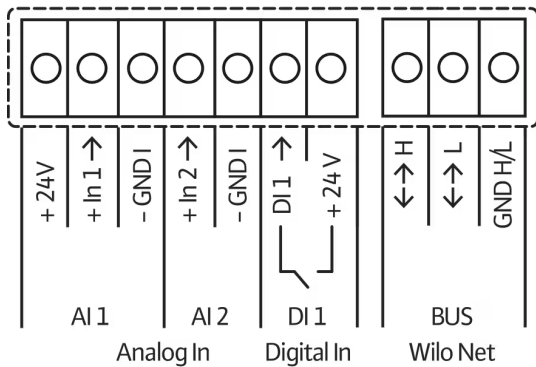 + 24V
+ In 1 →
- GND I
+ In 2 →
- GND I
DI 1 →
+ 24 V
←→ H
←→ L
GND H/L
AI 1
AI 2
DI 1
BUS
Analog In
Digital In
Wilo Net